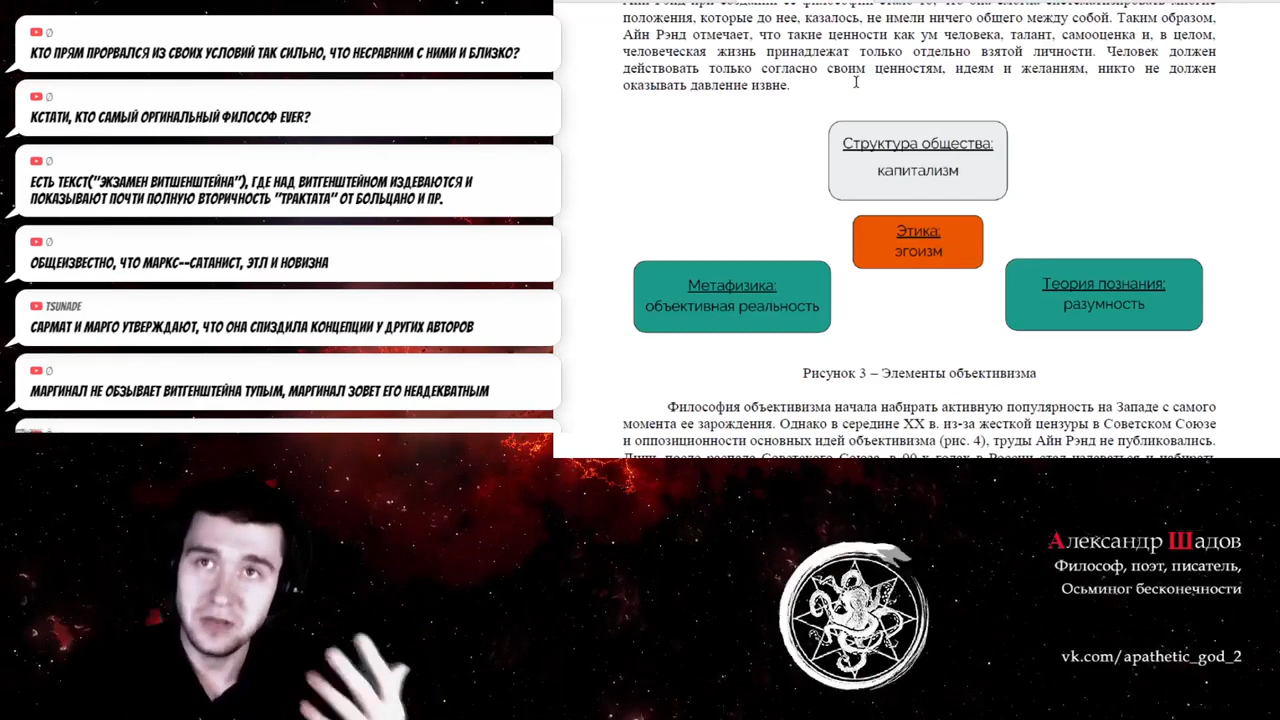 Ø
КТО ПРЯМ ПРОРВАЛСЯ ИЗ СВОИХ УСЛОВИЙ ТАК СИЛЬНО, ЧТО НЕСРАВНИМ С НИМИ И БЛИЗКО?
Ø
КСТАТИ, КТО САМЫЙ ОРГИНАЛЬНЫЙ ФИЛОСОФ EVER?
Ø
ЕСТЬ ТЕКСТ("ЭКЗАМЕН ВИТШЕНШТЕЙНА"), ГДЕ НАД ВИТГЕНШТЕЙНОМ ИЗДЕВАЮТСЯ И
ПОКАЗЫВАЮТ ПОЧТИ ПОЛНУЮ ВТОРИЧНОСТЬ "ТРАКТАТА" ОТ БОЛЬЦАНО И ПР.
Ø
ОБЩЕИЗВЕСТНО, ЧТО МАРКС--САТАНИСТ, ЭТЛ И НОВИЗНА
TSUNADE
САРМАТ И МАРГО УТВЕРЖДАЮТ, ЧТО ОНА СПИЗДИЛА КОНЦЕПЦИИ У ДРУГИХ АВТОРОВ
Ø
МАРГИНАЛ НЕ ОБЗЫВАЕТ ВИТГЕНШТЕЙНА ТУПЫМ, МАРГИНАЛ ЗОВЕТ ЕГО НЕАДЕКВАТНЫМ
положения, которые до нее, казалось, не имели ничего общего между собой. Таким образом,
Айн Рэнд отмечает, что такие ценности как ум человека, талант, самооценка и, в целом,
человеческая жизнь принадлежат только отдельно взятой личности. Человек должен
действовать только согласно своим ценностям, идеям и желаниям, никто не должен
оказывать давление извне.
Структура общества:
капитализм
Этика:
эгоизм
Метафизика:
объективная реальность
Теория познания:
разумность
Рисунок 3 – Элементы объективизма
Философия объективизма начала набирать активную популярность на Западе с самого
момента ее зарождения. Однако в середине XX в. из-за жесткой цензуры в Советском Союзе
и оппозиционности основных идей объективизма (рис. 4), труды Айн Рэнд не публиковались.
Александр Шадов
Философ, поэт, писатель,
Осьминог бесконечности
vk.com/apathetic_god_2